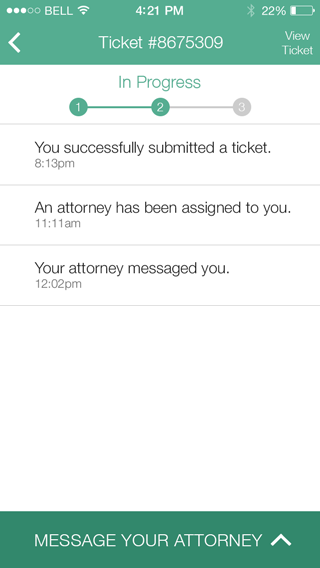 BELL 4:21 PM 22%
Ticket #8675309
View
Ticket
In Progress
1 2 3
You successfully submitted a ticket.
8:13pm
An attorney has been assigned to you.
11:11am
Your attorney messaged you.
12:02pm
MESSAGE YOUR ATTORNEY